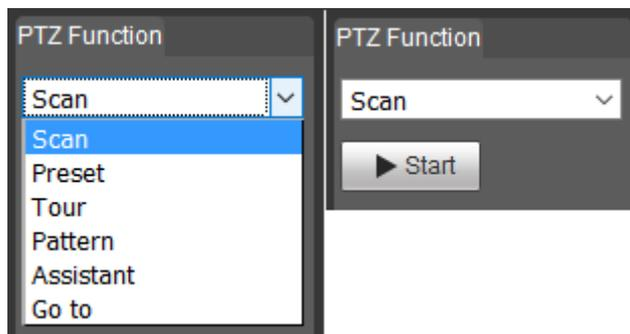 PTZ Function
Scan
Scan
Preset
Tour
Pattern
Assistant
Go to
PTZ Function
Scan
Start